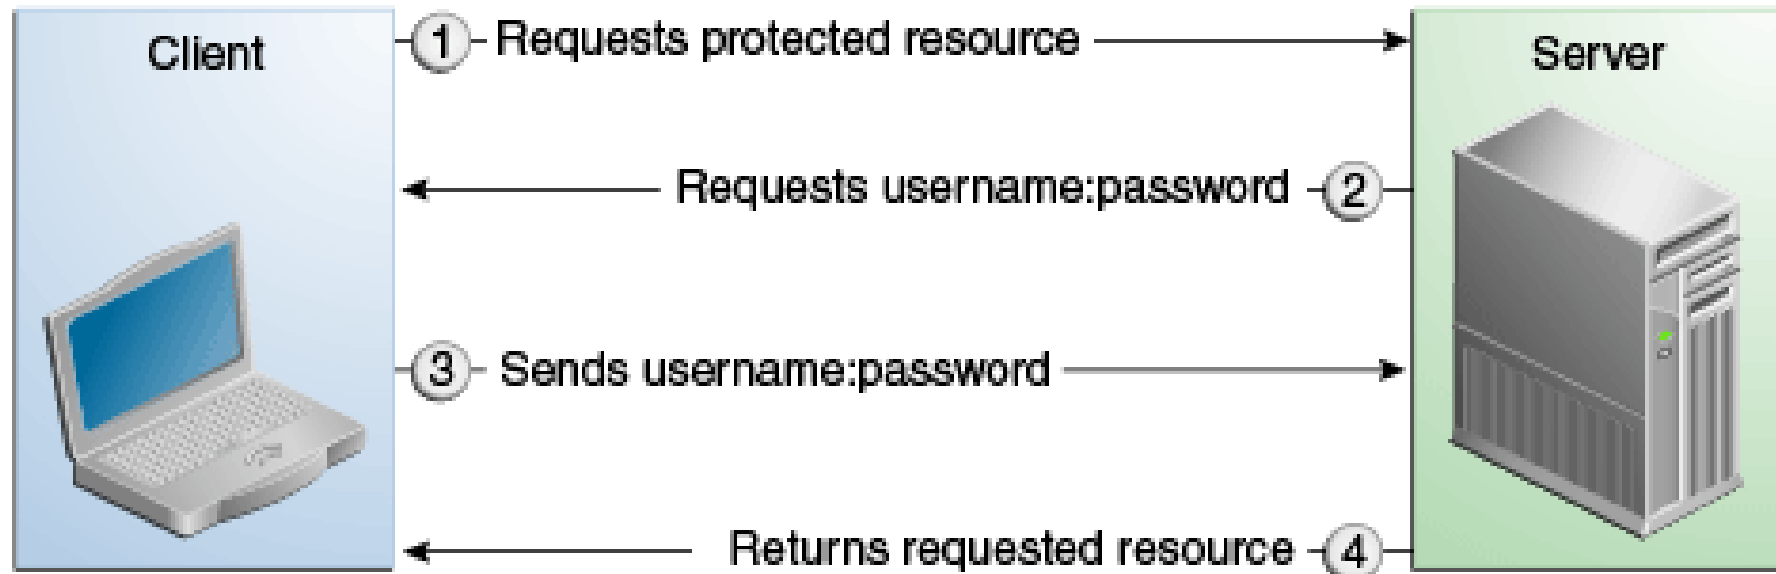 Client
Server
1 Requests protected resource
Requests username:password 2
3 Sends username:password
Returns requested resource 4